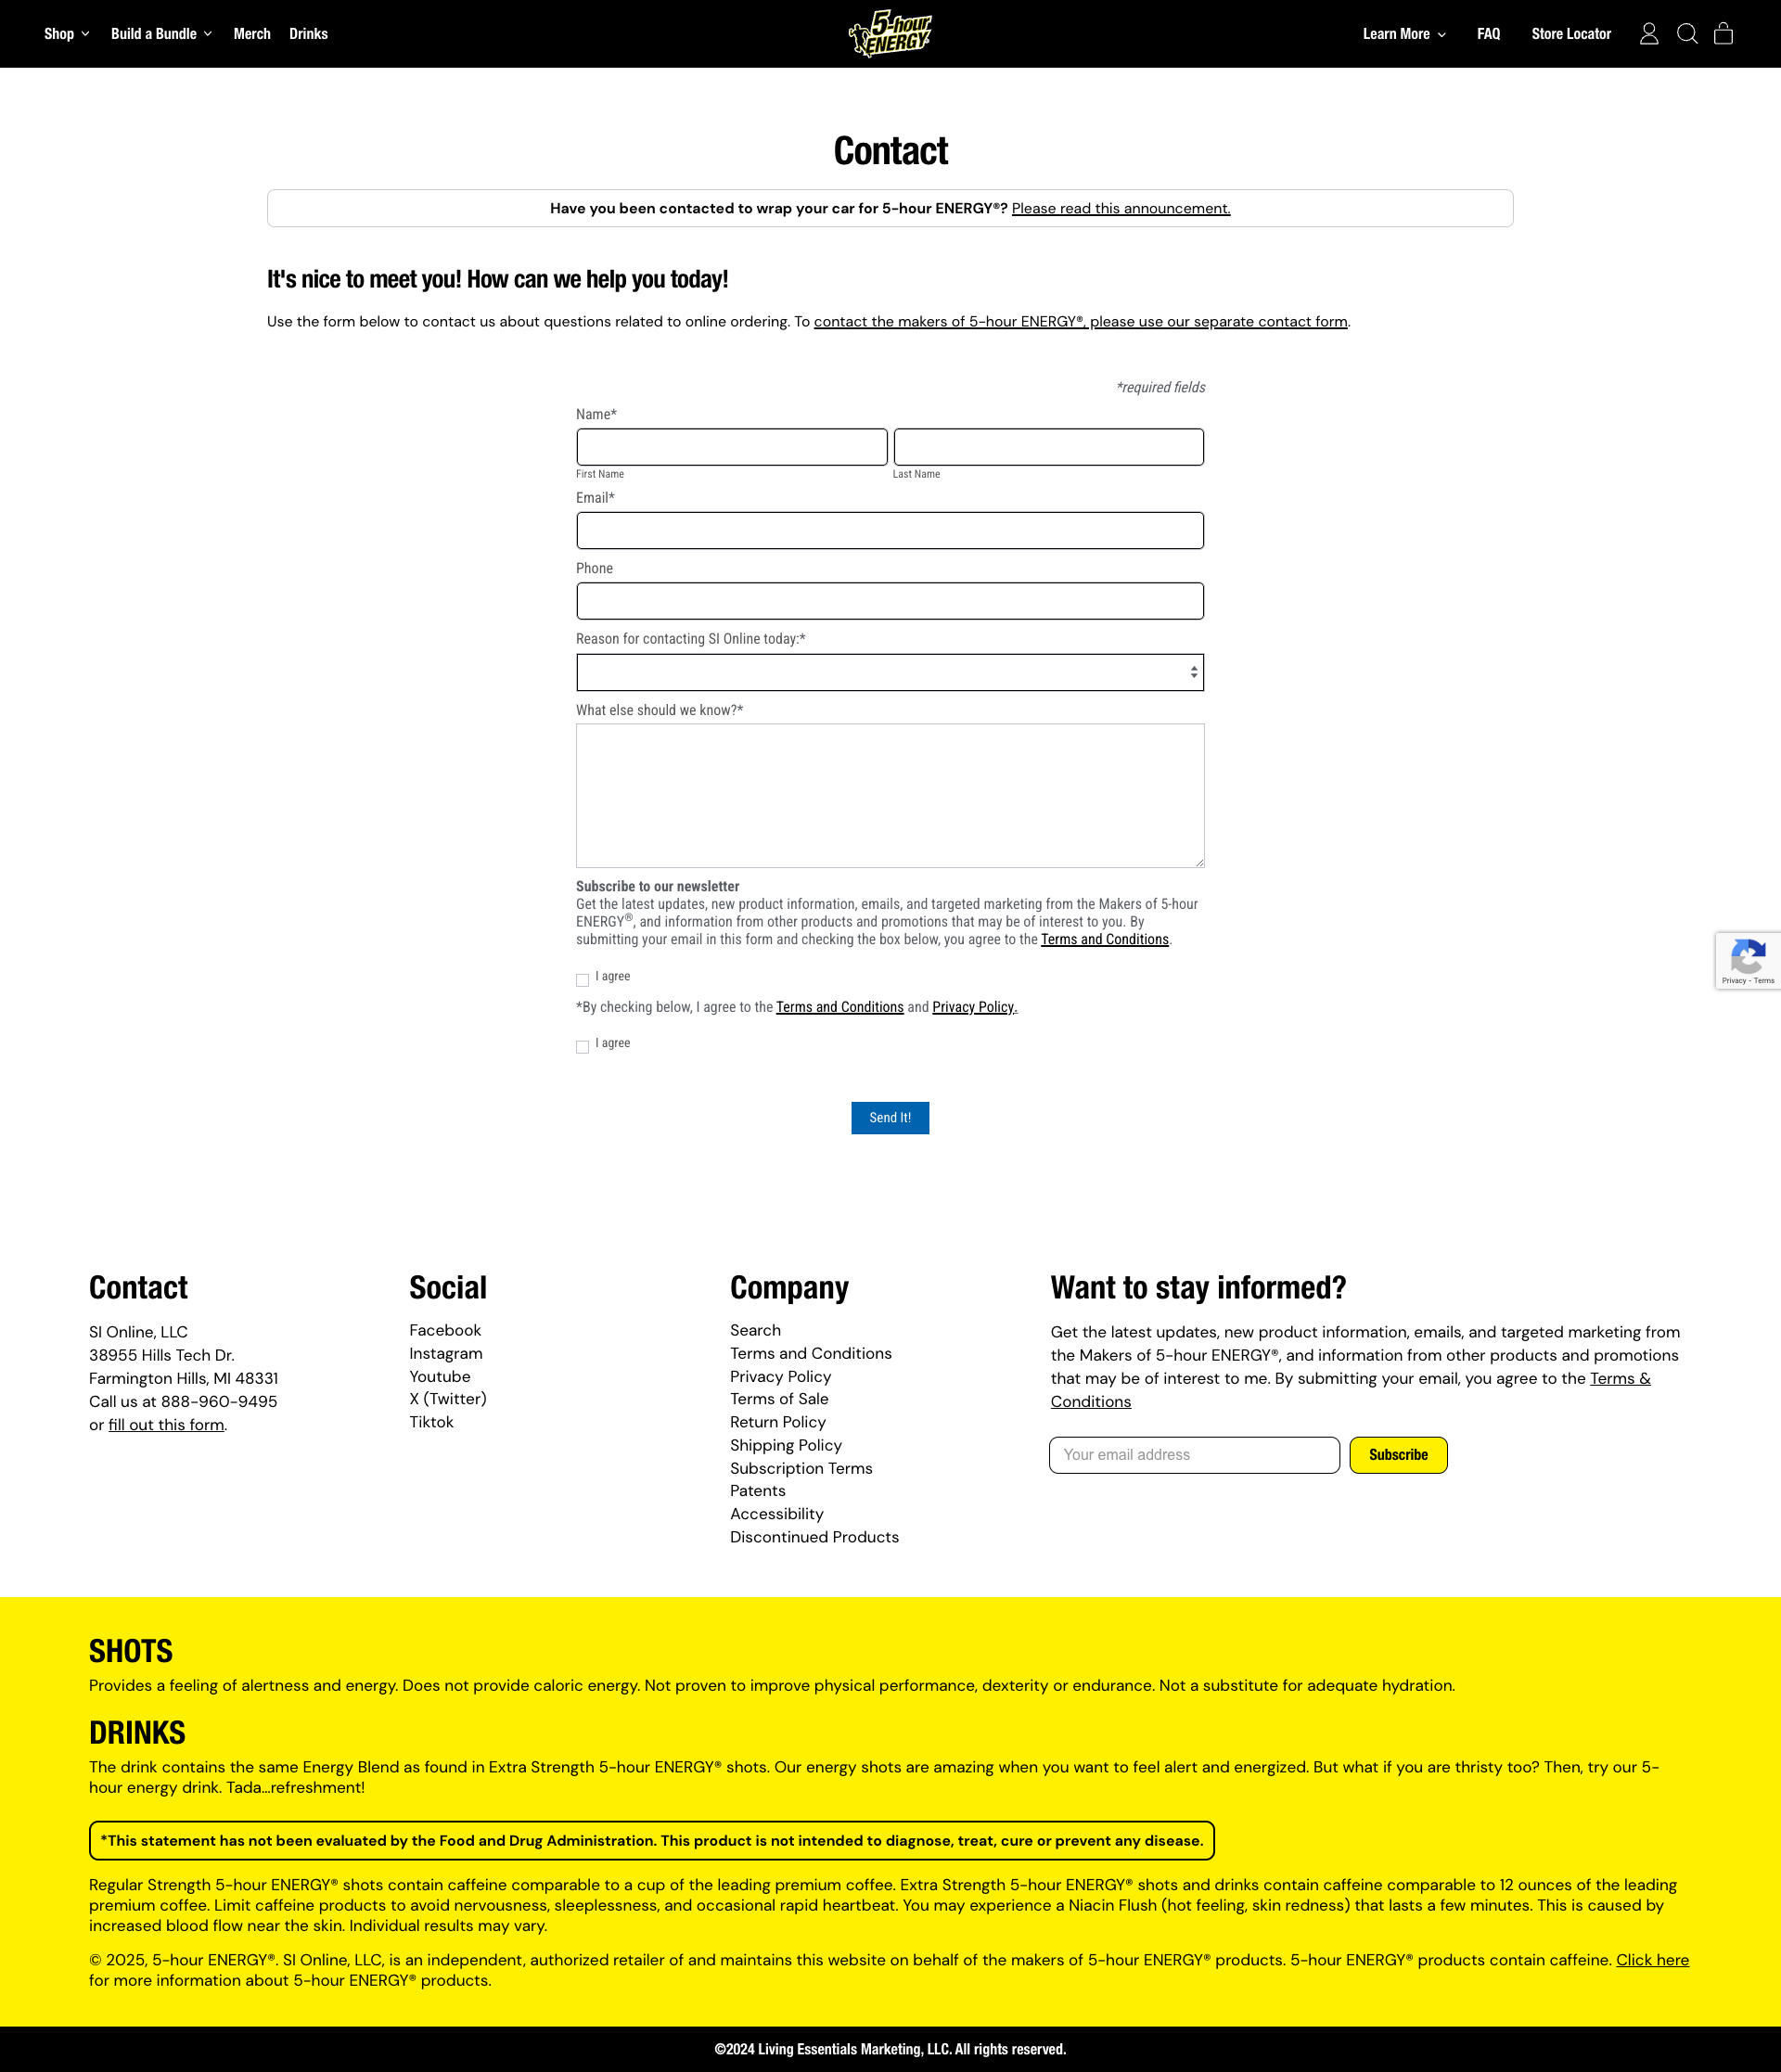 Shop
Build a Bundle
Merch
Drinks
5-hour
ENERGY
Learn More
FAQ
Store Locator
Contact
Have you been contacted to wrap your car for 5-hour ENERGY®? Please read this announcement.
It's nice to meet you! How can we help you today!
Use the form below to contact us about questions related to online ordering. To contact the makers of 5-hour ENERGY®, please use our separate contact form.
*required fields
Name*
First Name
Last Name
Email*
Phone
Reason for contacting SI Online today:*
What else should we know?*
Subscribe to our newsletter
Get the latest updates, new product information, emails, and targeted marketing from the Makers of 5-hour
ENERGY®, and information from other products and promotions that may be of interest to you. By
submitting your email in this form and checking the box below, you agree to the Terms and Conditions.
I agree
*By checking below, I agree to the Terms and Conditions and Privacy Policy.
I agree
Send It!
Privacy - Terms
Contact
SI Online, LLC
38955 Hills Tech Dr.
Farmington Hills, MI 48331
Call us at 888-960-9495
or fill out this form.
Social
Facebook
Instagram
Youtube
X (Twitter)
Tiktok
Company
Search
Terms and Conditions
Privacy Policy
Terms of Sale
Return Policy
Shipping Policy
Subscription Terms
Patents
Accessibility
Discontinued Products
Want to stay informed?
Get the latest updates, new product information, emails, and targeted marketing from
the Makers of 5-hour ENERGY®, and information from other products and promotions
that may be of interest to me. By submitting your email, you agree to the Terms &
Conditions
Your email address
Subscribe
SHOTS
Provides a feeling of alertness and energy. Does not provide caloric energy. Not proven to improve physical performance, dexterity or endurance. Not a substitute for adequate hydration.
DRINKS
The drink contains the same Energy Blend as found in Extra Strength 5-hour ENERGY® shots. Our energy shots are amazing when you want to feel alert and energized. But what if you are thristy too? Then, try our 5-
hour energy drink. Tada...refreshment!
*This statement has not been evaluated by the Food and Drug Administration. This product is not intended to diagnose, treat, cure or prevent any disease.
Regular Strength 5-hour ENERGY® shots contain caffeine comparable to a cup of the leading premium coffee. Extra Strength 5-hour ENERGY® shots and drinks contain caffeine comparable to 12 ounces of the leading
premium coffee. Limit caffeine products to avoid nervousness, sleeplessness, and occasional rapid heartbeat. You may experience a Niacin Flush (hot feeling, skin redness) that lasts a few minutes. This is caused by
increased blood flow near the skin. Individual results may vary.
© 2025, 5-hour ENERGY®. SI Online, LLC, is an independent, authorized retailer of and maintains this website on behalf of the makers of 5-hour ENERGY® products. 5-hour ENERGY® products contain caffeine. Click here
for more information about 5-hour ENERGY® products.
©2024 Living Essentials Marketing, LLC. All rights reserved.